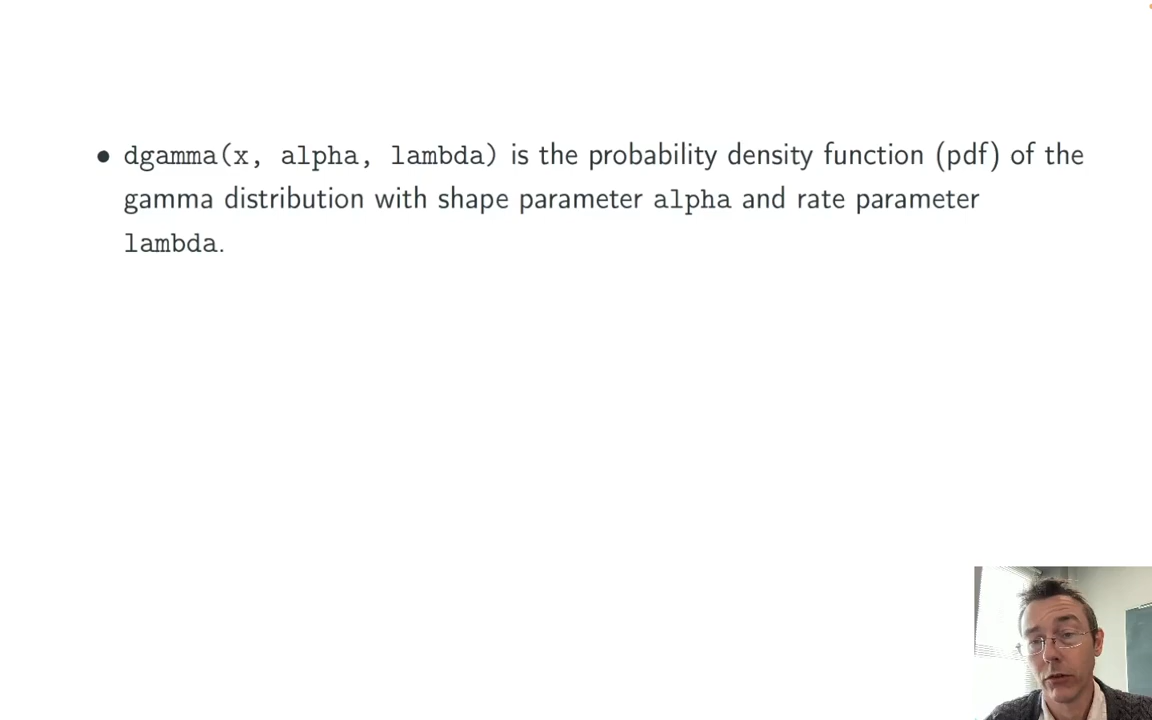 • dgamma(x, alpha, lambda) is the probability density function (pdf) of the
gamma distribution with shape parameter alpha and rate parameter
lambda.